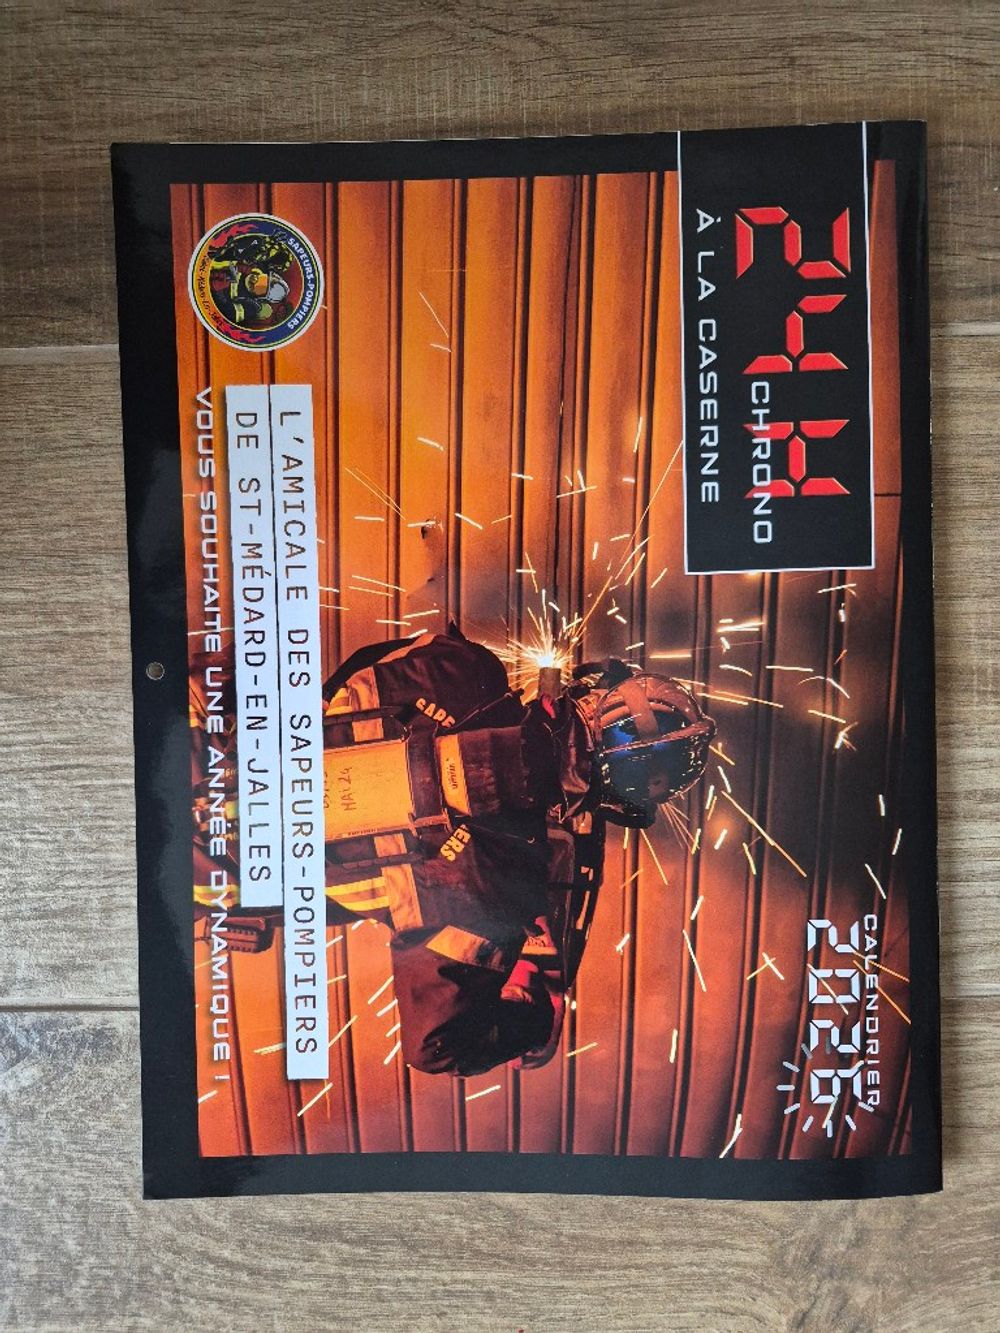 24H
CHRONO
À LA CASERNE
CALENDRIER
2026
SAPEURS-POMPIERS
L'AMICALE DES SAPEURS-POMPIERS
DE ST-MÉDARD-EN-JALLES
VOUS SOUHAITE UNE ANNÉE DYNAMIQUE !